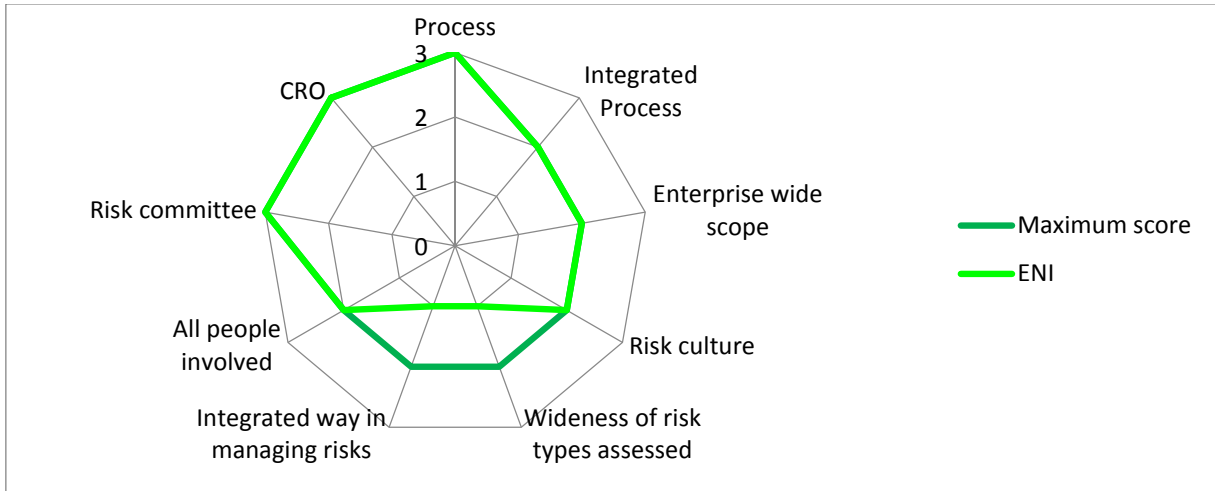 Process
3
2
1
0
Integrated
Process
Enterprise wide
scope
Risk culture
Wideness of risk
types assessed
Integrated way in
managing risks
All people
involved
Risk committee
CRO
Maximum score
ENI